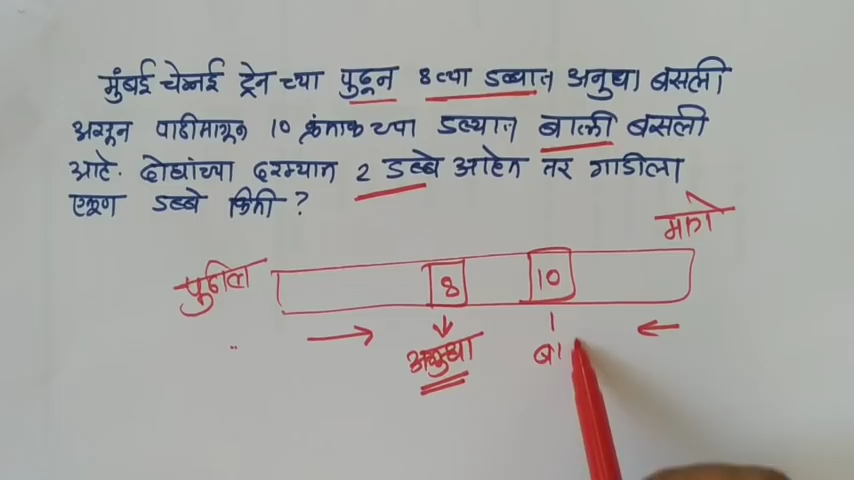 मुंबई चेन्नई ट्रेन च्या पुढून 8 व्या डब्यात अनुधा बसली
असून पाठीमागून 10 क्रंमाक च्या डब्यात बाली बसली
आहे. दोघांच्या दरम्यान 2 डब्बे आहेत तर गाडीला
एकूण डब्बे किती ?
मागे
पुढील
8
10
अनुधा
बा